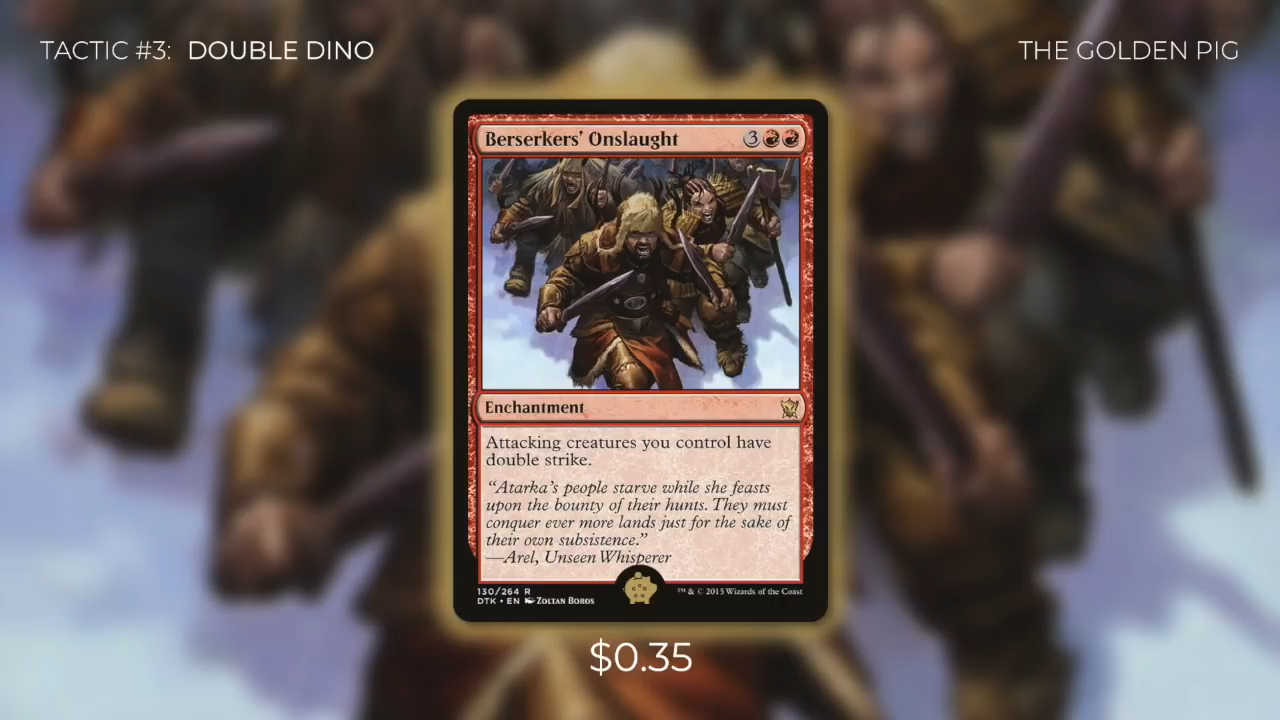 TACTIC #3: DOUBLE DINO
THE GOLDEN PIG
Berserkers' Onslaught 3
Enchantment
Attacking creatures you control have
double strike.
"Atarka's people starve while she feasts
upon the bounty of their hunts. They must
conquer ever more lands just for the sake of
their own subsistence."
—Arel, Unseen Whisperer
130/264 R
DTK • EN Zoltan Boros
™ & © 2015 Wizards of the Coast
$0.35